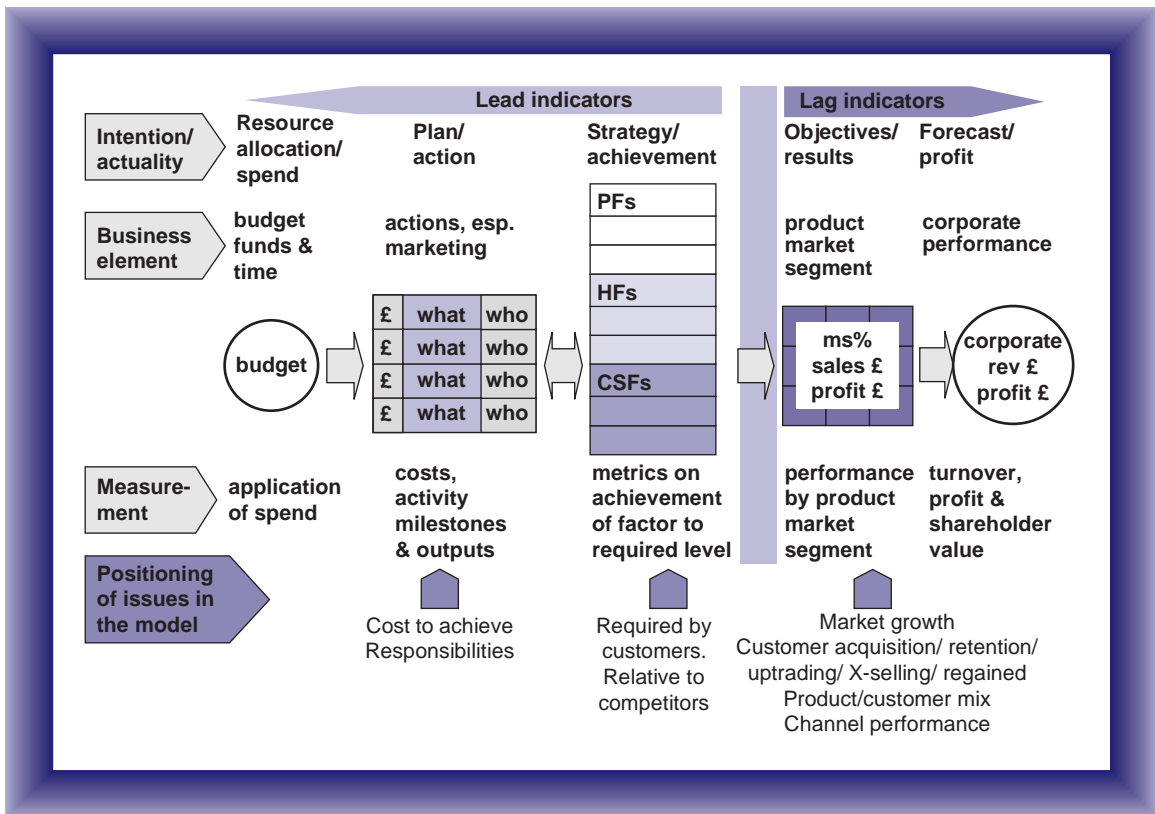 Lead indicators
Lag indicators
Intention/
actuality
Resource
allocation/
spend
Plan/
action
Strategy/
achievement
Objectives/
results
Forecast/
profit
Business
element
budget
funds &
time
actions, esp.
marketing
PFs
HFs
CSFs
product
market
segment
corporate
performance
budget
£ what who
£ what who
£ what who
£ what who
ms%
sales £
profit £
corporate
rev £
profit £
Measure-
ment
application
of spend
costs,
activity
milestones
& outputs
metrics on
achievement
of factor to
required level
performance
by product
market
segment
turnover,
profit &
shareholder
value
Positioning
of issues in
the model
Cost to achieve
Responsibilities
Required by
customers.
Relative to
competitors
Market growth
Customer acquisition/ retention/
uptrading/ X-selling/ regained
Product/customer mix
Channel performance